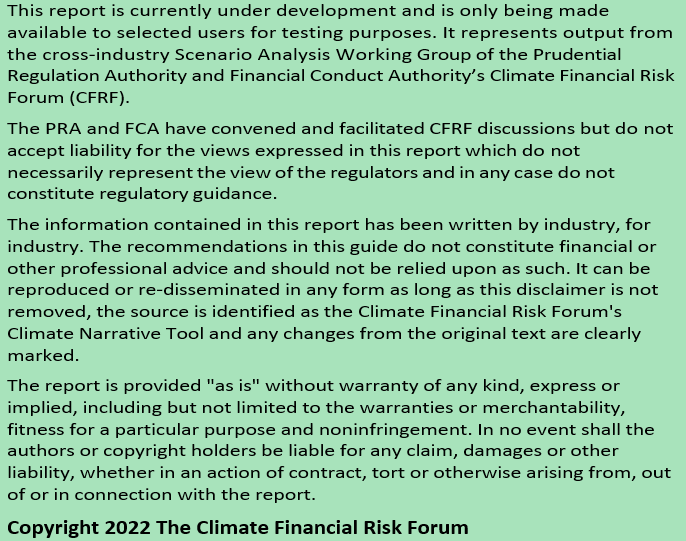 This report is currently under development and is only being made
available to selected users for testing purposes. It represents output from
the cross-industry Scenario Analysis Working Group of the Prudential
Regulation Authority and Financial Conduct Authority’s Climate Financial Risk
Forum (CFRF).
The PRA and FCA have convened and facilitated CFRF discussions but do not
accept liability for the views expressed in this report which do not
necessarily represent the view of the regulators and in any case do not
constitute regulatory guidance.
The information contained in this report has been written by industry, for
industry. The recommendations in this guide do not constitute financial or
other professional advice and should not be relied upon as such. It can be
reproduced or re-disseminated in any form as long as this disclaimer is not
removed, the source is identified as the Climate Financial Risk Forum's
Climate Narrative Tool and any changes from the original text are clearly
marked.
The report is provided "as is" without warranty of any kind, express or
implied, including but not limited to the warranties or merchantability,
fitness for a particular purpose and noninfringement. In no event shall the
authors or copyright holders be liable for any claim, damages or other
liability, whether in an action of contract, tort or otherwise arising from, out
of or in connection with the report.
Copyright 2022 The Climate Financial Risk Forum